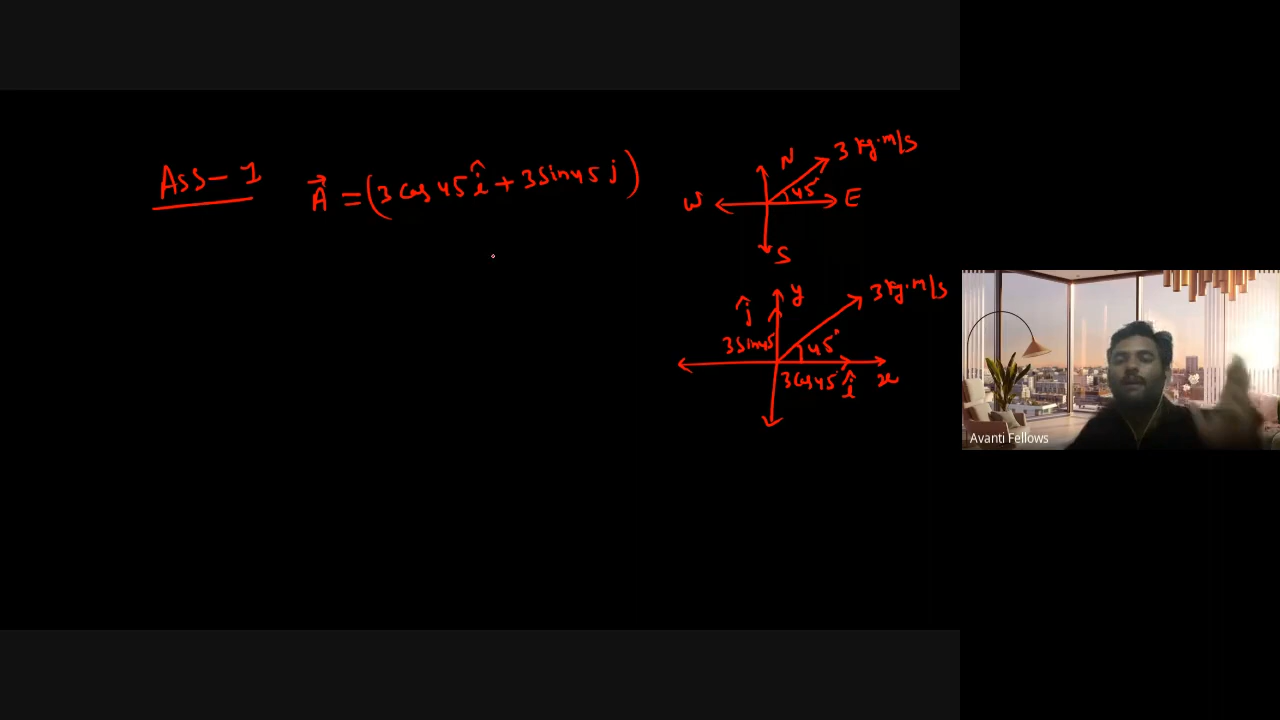 Ass-1
A⃗ = (3 cos 45 î + 3 sin 45 j)
N
3 kg.m/s
W
45°
E
S
ĵ
y
3 kg.m/s
3 sin 45
45°
3 cos 45° î
x
Avanti Fellows